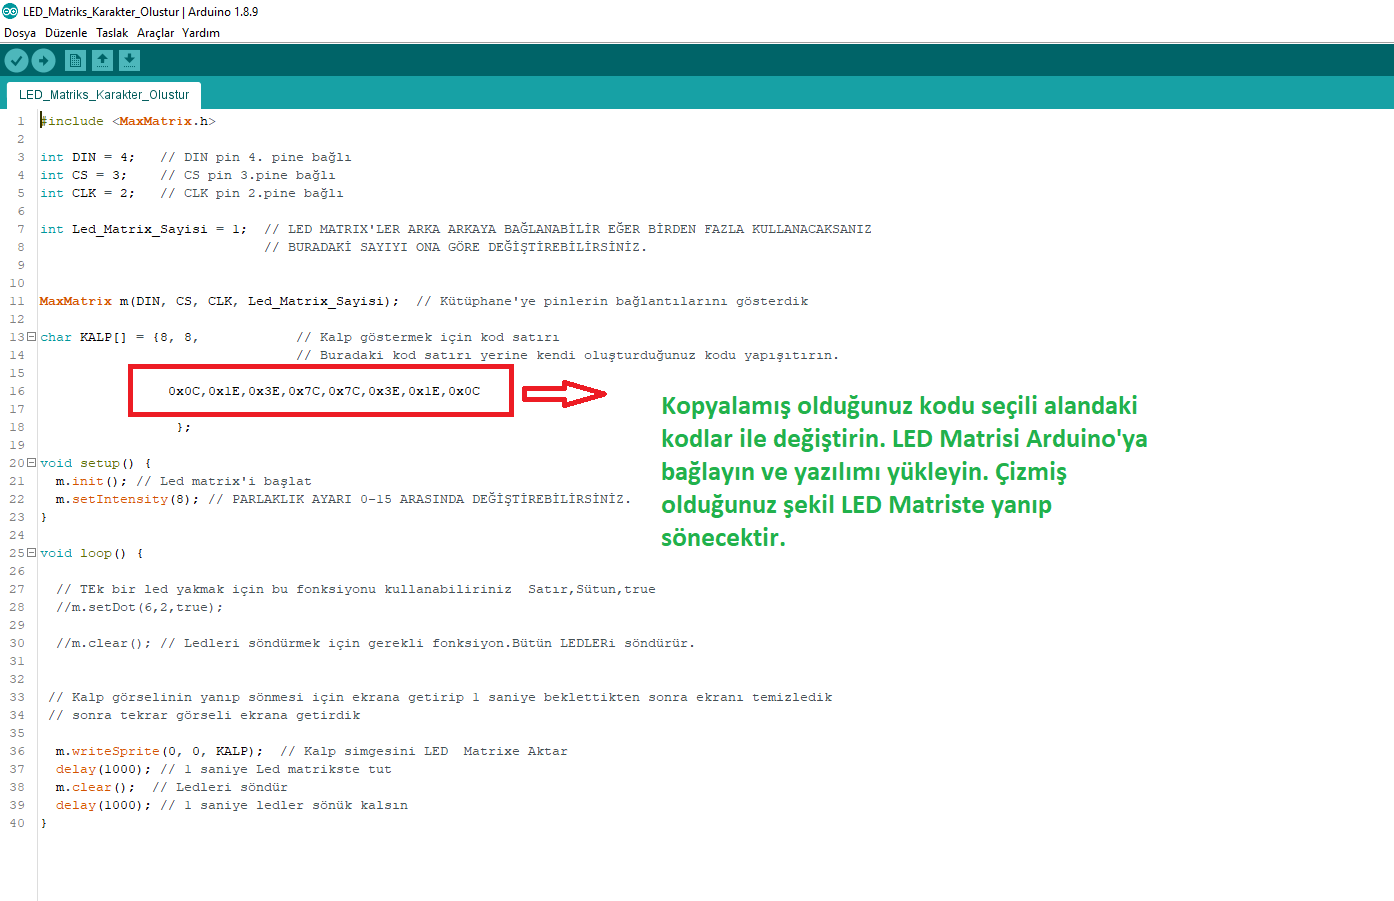 LED_Matriks_Karakter_Olustur | Arduino 1.8.9
Dosya Düzenle Taslak Araçlar Yardım
LED_Matriks_Karakter_Olustur
1 #include <MaxMatrix.h>
2
3 int DIN = 4;   // DIN pin 4. pine bağlı
4 int CS = 3;    // CS pin 3.pine bağlı
5 int CLK = 2;   // CLK pin 2.pine bağlı
6
7 int Led_Matrix_Sayisi = 1;  // LED MATRIX'LER ARKA ARKAYA BAĞLANABİLİR EĞER BİRDEN FAZLA KULLANACAKSANIZ
8                             // BURADAKİ SAYIYI ONA GÖRE DEĞİŞTİREBİLİRSİNİZ.
9
10
11 MaxMatrix m(DIN, CS, CLK, Led_Matrix_Sayisi);  // Kütüphane'ye pinlerin bağlantılarını gösterdik
12
13 char KALP[] = {8, 8,            // Kalp göstermek için kod satırı
14                                 // Buradaki kod satırı yerine kendi oluşturduğunuz kodu yapışıtırın.
15
16                 0x0C,0x1E,0x3E,0x7C,0x7C,0x3E,0x1E,0x0C
17
18                  };
19
20 void setup() {
21   m.init(); // Led matrix'i başlat
22   m.setIntensity(8); // PARLAKLIK AYARI 0-15 ARASINDA DEĞİŞTİREBİLİRSİNİZ.
23 }
24
25 void loop() {
26
27   // TEk bir led yakmak için bu fonksiyonu kullanabiliriniz  Satır,Sütun,true
28   //m.setDot(6,2,true);
29
30   //m.clear(); // Ledleri söndürmek için gerekli fonksiyon.Bütün LEDLERi söndürür.
31
32
33  // Kalp görselinin yanıp sönmesi için ekrana getirip 1 saniye beklettikten sonra ekranı temizledik
34  // sonra tekrar görseli ekrana getirdik
35
36   m.writeSprite(0, 0, KALP);  // Kalp simgesini LED  Matrixe Aktar
37   delay(1000); // 1 saniye Led matrikste tut
38   m.clear();  // Ledleri söndür
39   delay(1000); // 1 saniye ledler sönük kalsın
40 }
Kopyalamış olduğunuz kodu seçili alandaki
kodlar ile değiştirin. LED Matrisi Arduino'ya
bağlayın ve yazılımı yükleyin. Çizmiş
olduğunuz şekil LED Matriste yanıp
sönecektir.